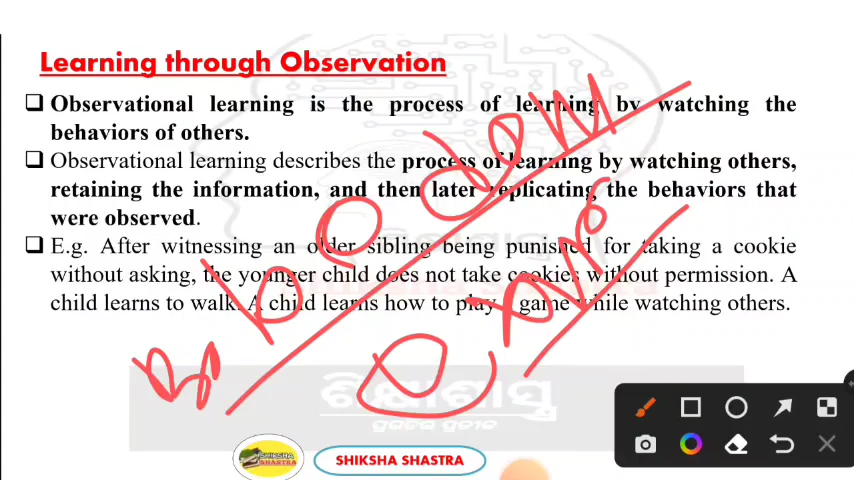 Learning through Observation
❑ Observational learning is the process of learning by watching the
behaviors of others.
❑ Observational learning describes the process of learning by watching others,
retaining the information, and then later replicating the behaviors that
were observed.
❑ E.g. After witnessing an older sibling being punished for taking a cookie
without asking, the younger child does not take cookies without permission. A
child learns to walk. A child learns how to play a game while watching others.
ଶିକ୍ଷାଶାସ୍ତ୍ର
SHIKSHA
SHASTRA
SHIKSHA SHASTRA